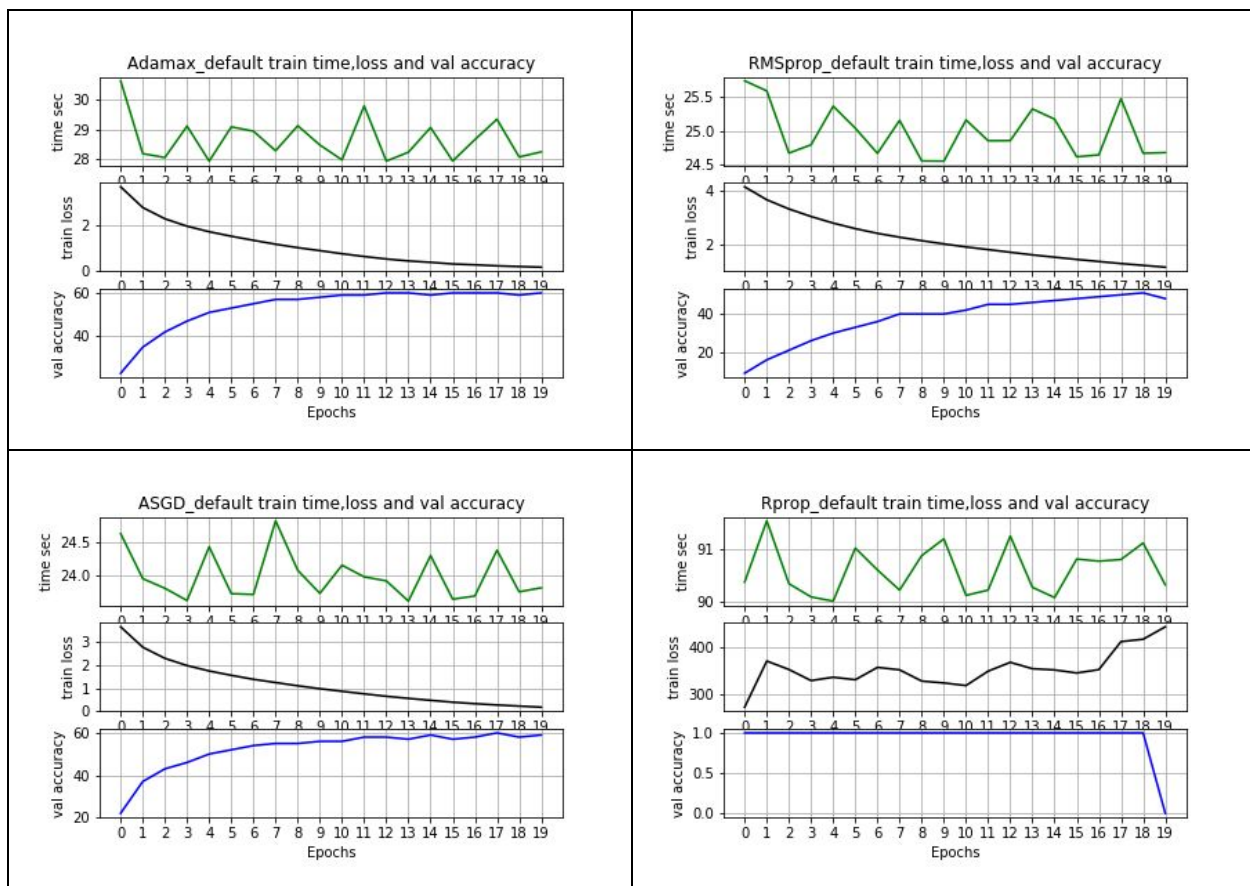 Adamax_default train time,loss and val accuracy
time sec
30
29
28
0 1 2 3 4 5 6 7 8 9 10 11 12 13 14 15 16 17 18 19
train loss
2
0
0 1 2 3 4 5 6 7 8 9 10 11 12 13 14 15 16 17 18 19
val accuracy
60
40
0 1 2 3 4 5 6 7 8 9 10 11 12 13 14 15 16 17 18 19
Epochs
RMSprop_default train time,loss and val accuracy
time sec
25.5
25.0
24.5
0 1 2 3 4 5 6 7 8 9 10 11 12 13 14 15 16 17 18 19
train loss
4
2
0 1 2 3 4 5 6 7 8 9 10 11 12 13 14 15 16 17 18 19
val accuracy
40
20
0 1 2 3 4 5 6 7 8 9 10 11 12 13 14 15 16 17 18 19
Epochs
ASGD_default train time,loss and val accuracy
time sec
24.5
24.0
0 1 2 3 4 5 6 7 8 9 10 11 12 13 14 15 16 17 18 19
train loss
3
2
1
0
0 1 2 3 4 5 6 7 8 9 10 11 12 13 14 15 16 17 18 19
val accuracy
60
40
20
0 1 2 3 4 5 6 7 8 9 10 11 12 13 14 15 16 17 18 19
Epochs
Rprop_default train time,loss and val accuracy
time sec
91
90
0 1 2 3 4 5 6 7 8 9 10 11 12 13 14 15 16 17 18 19
train loss
400
300
0 1 2 3 4 5 6 7 8 9 10 11 12 13 14 15 16 17 18 19
val accuracy
1.0
0.5
0.0
0 1 2 3 4 5 6 7 8 9 10 11 12 13 14 15 16 17 18 19
Epochs